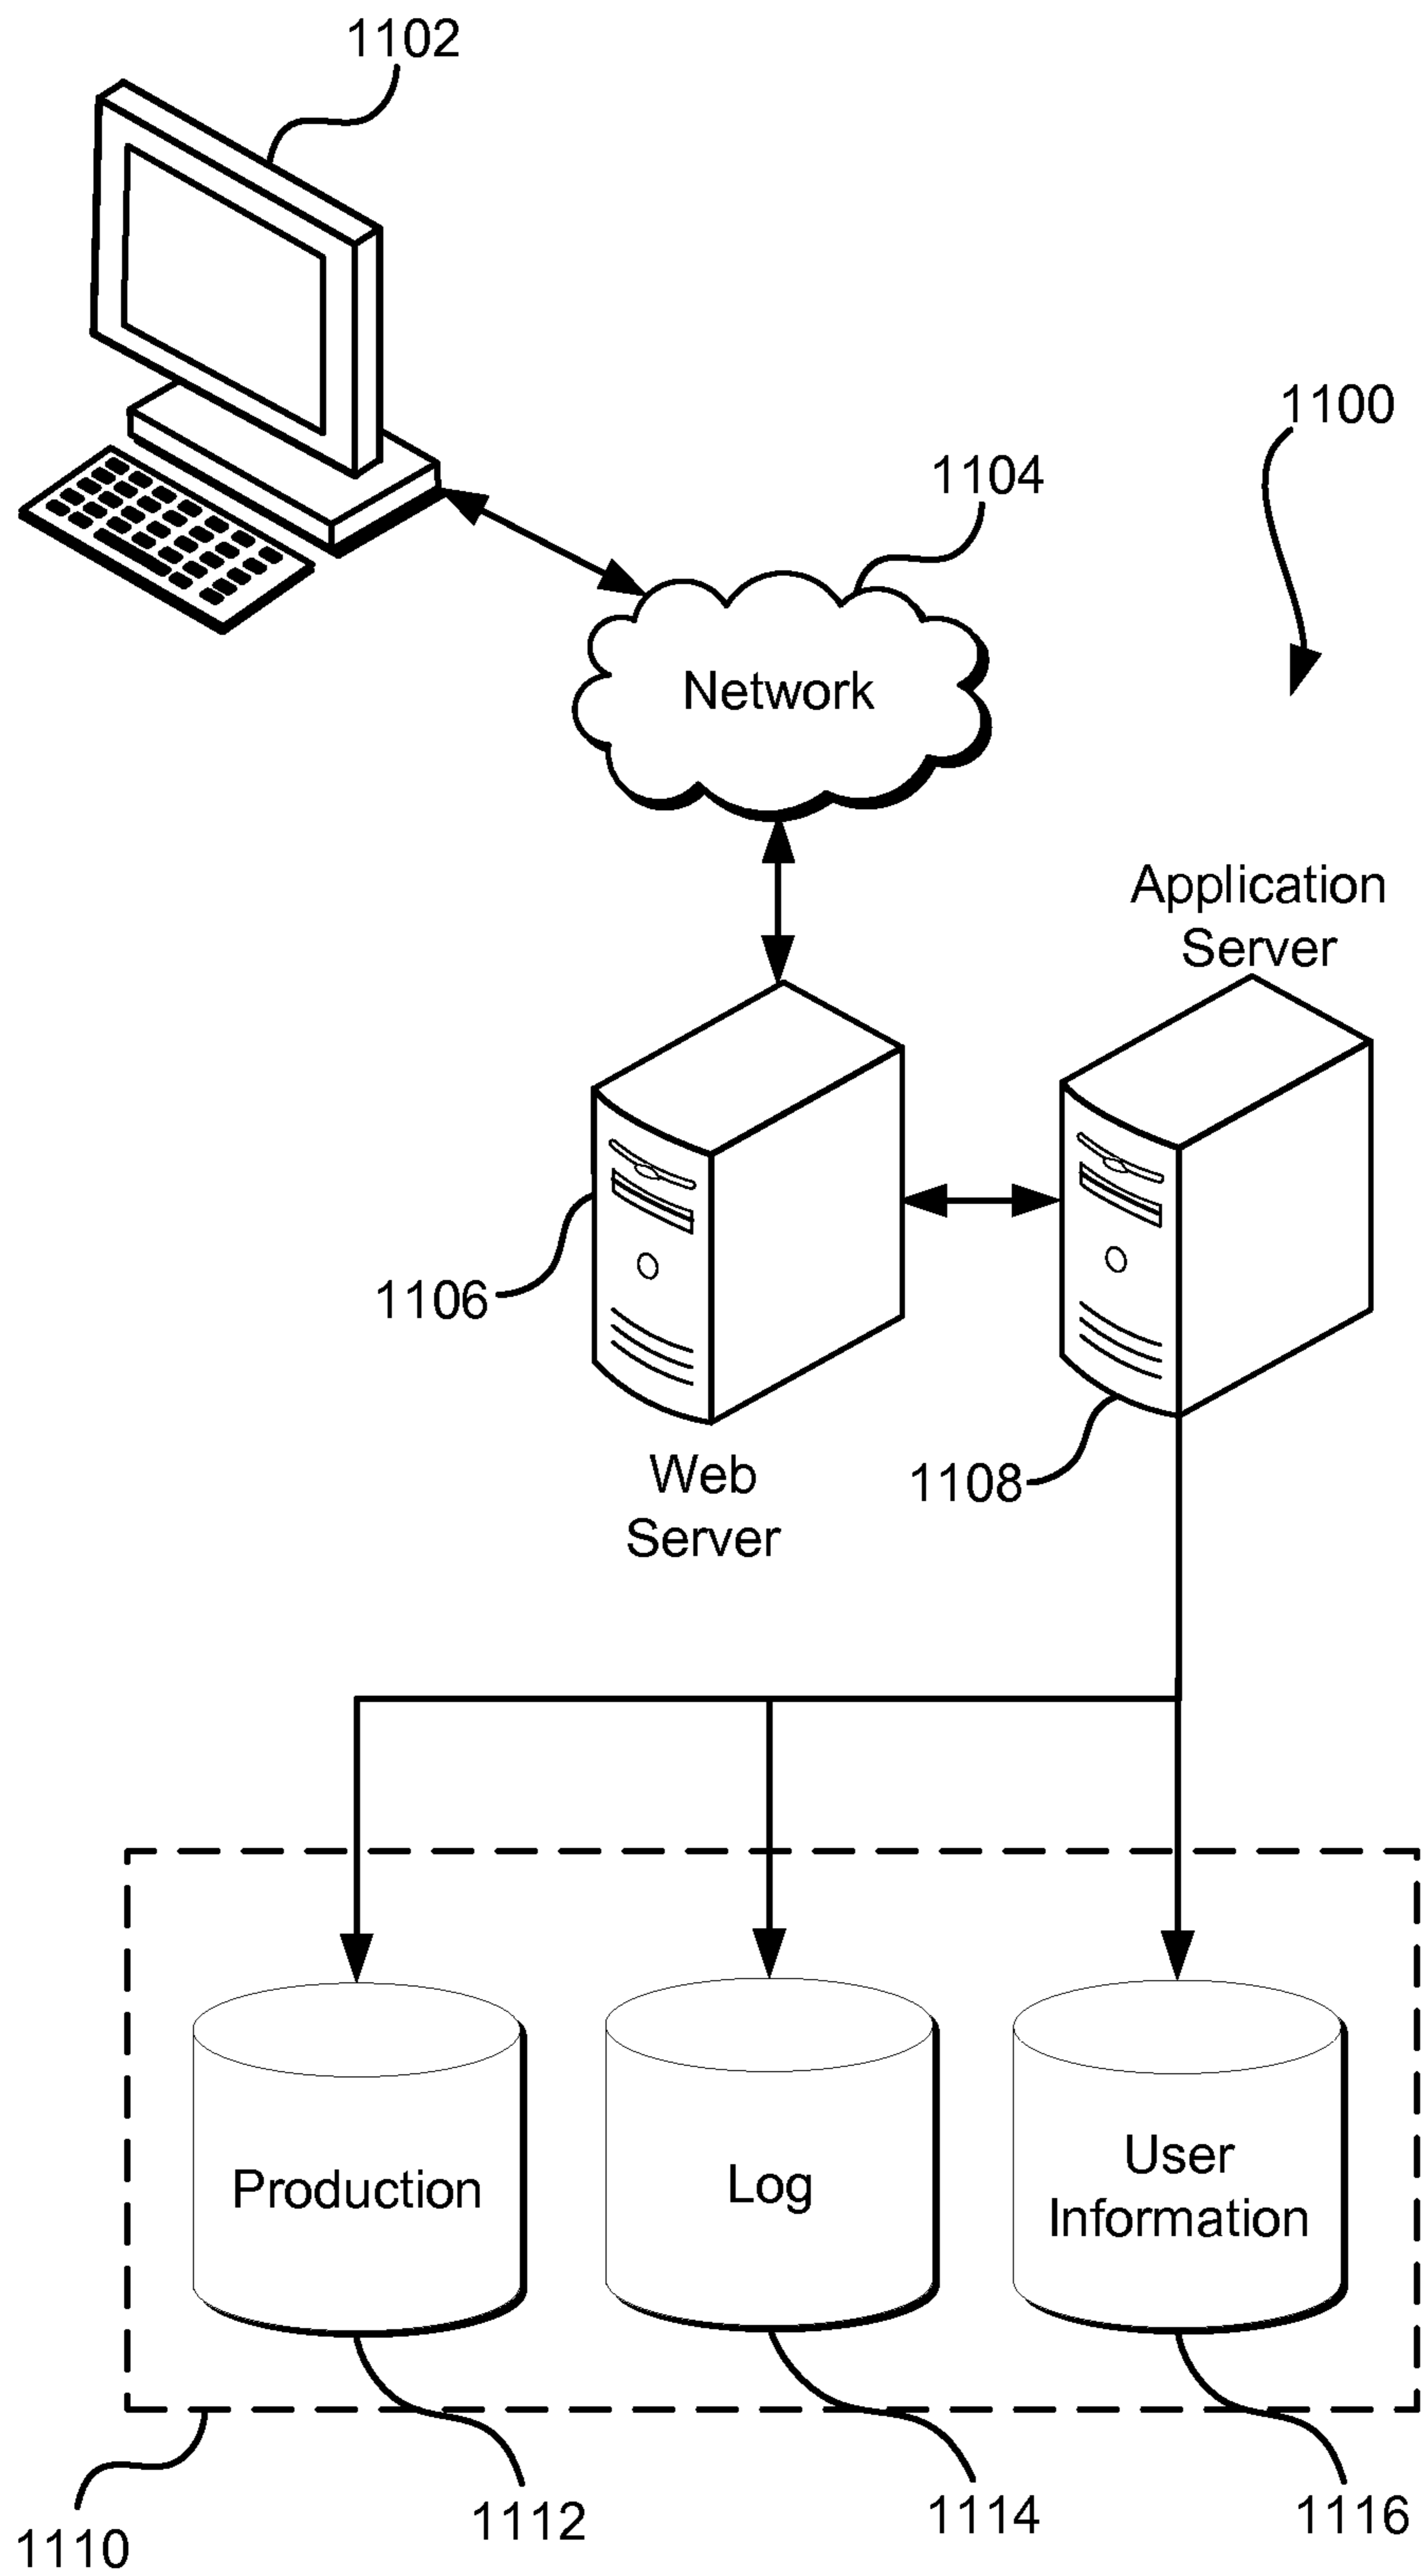 1102
1100
1104
Network
Application
Server
1106
Web
Server
1108
Production
Log
User
Information
1110
1112
1114
1116